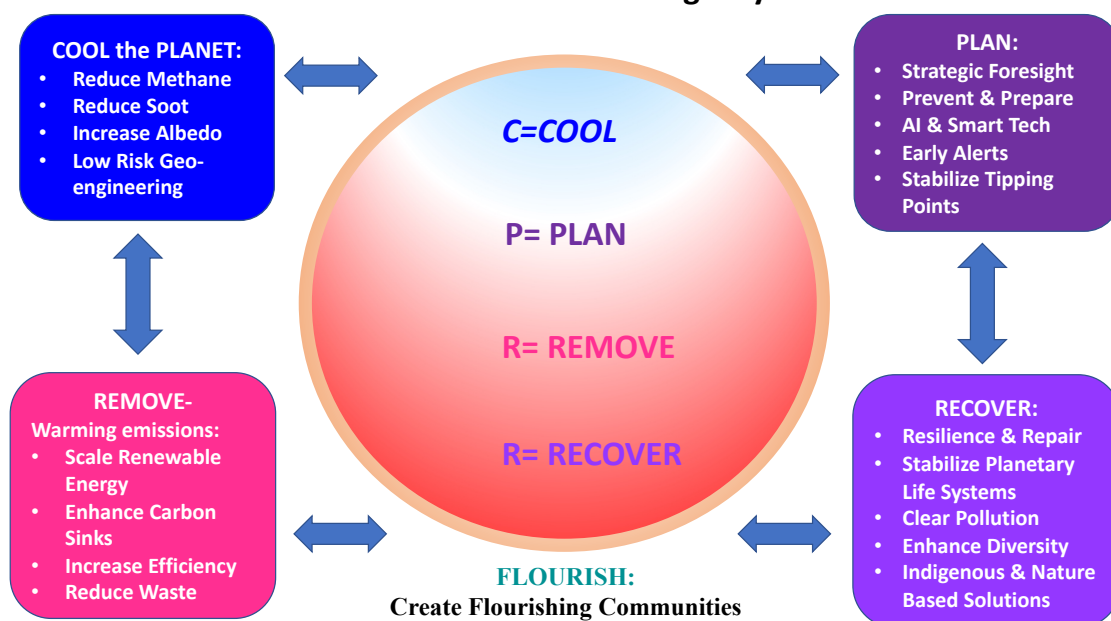 COOL the PLANET:
• Reduce Methane
• Reduce Soot
• Increase Albedo
• Low Risk Geo-
engineering
C=COOL
P= PLAN
R= REMOVE
R= RECOVER
PLAN:
• Strategic Foresight
• Prevent & Prepare
• AI & Smart Tech
• Early Alerts
• Stabilize Tipping
Points
REMOVE-
Warming emissions:
• Scale Renewable
Energy
• Enhance Carbon
Sinks
• Increase Efficiency
• Reduce Waste
RECOVER:
• Resilience & Repair
• Stabilize Planetary
Life Systems
• Clear Pollution
• Enhance Diversity
• Indigenous & Nature
Based Solutions
FLOURISH:
Create Flourishing Communities